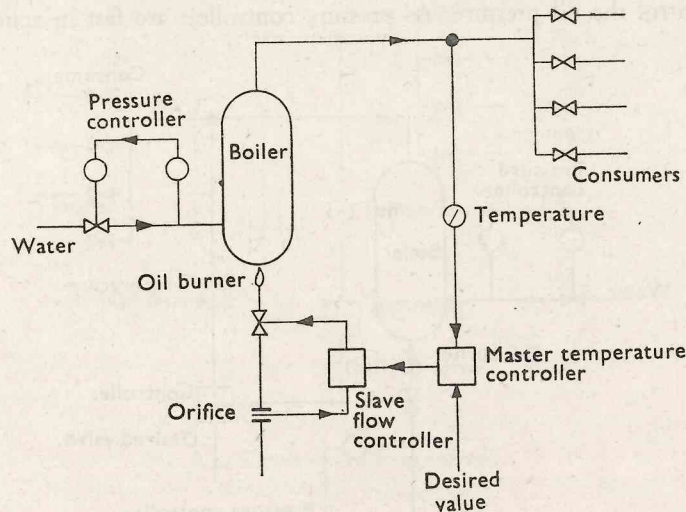 Pressure
controller
Boiler
Consumers
Water
Temperature
Oil burner
Master temperature
controller
Orifice
Slave
flow
controller
Desired
value